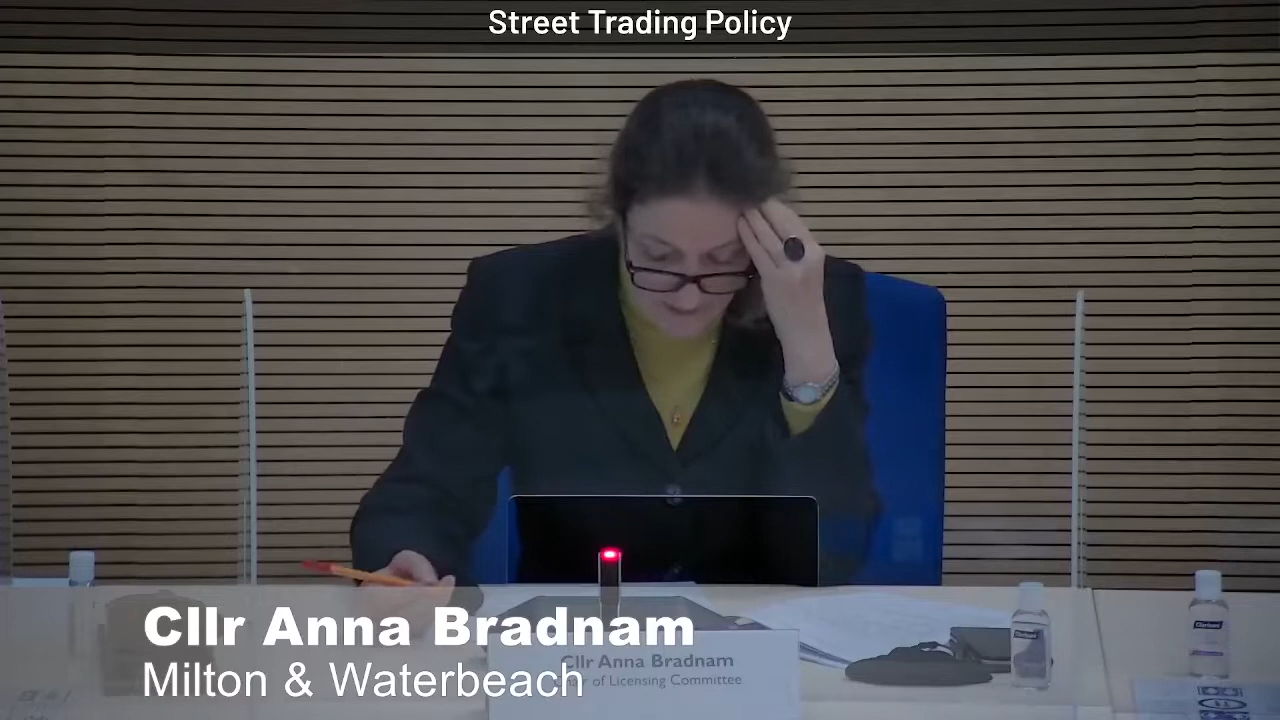 Street Trading Policy
Cllr Anna Bradnam
Milton & Waterbeach
Cllr Anna Bradnam
of Licensing Committee